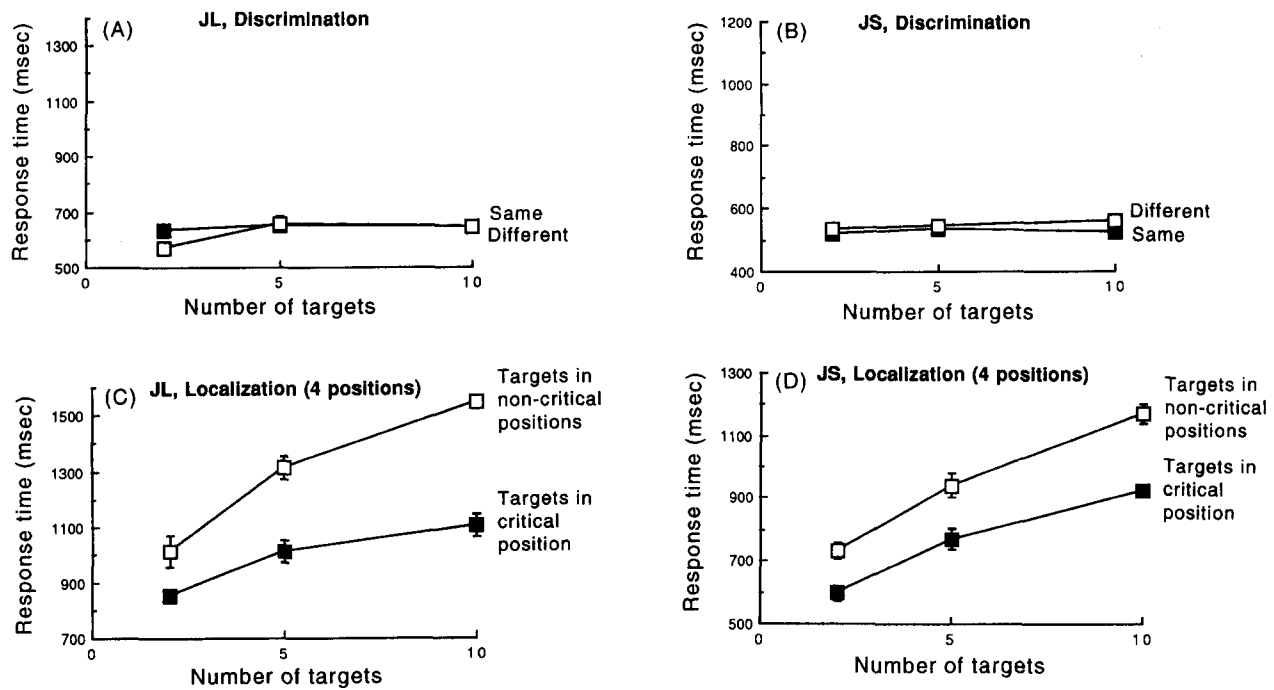 (A)
JL, Discrimination
Response time (msec)
1300
1100
900
700
500
0
5
10
Number of targets
Same
Different
(B)
JS, Discrimination
Response time (msec)
1200
1000
800
600
400
0
5
10
Number of targets
Different
Same
(C)
JL, Localization (4 positions)
Response time (msec)
1500
1300
1100
900
700
0
5
10
Number of targets
Targets in
non-critical
positions
Targets in
critical
position
(D)
JS, Localization (4 positions)
Response time (msec)
1300
1100
900
700
500
0
5
10
Number of targets
Targets in
non-critical
positions
Targets in
critical
position